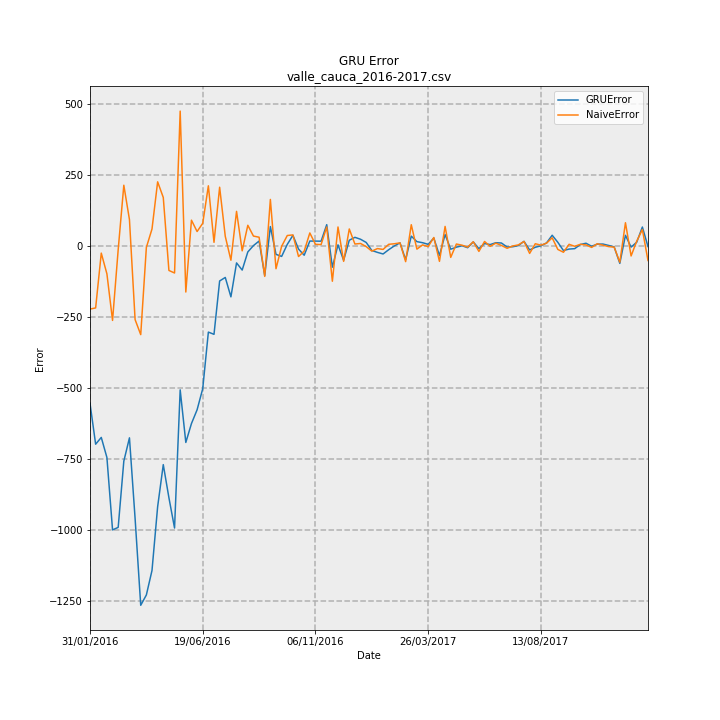 GRU Error
valle_cauca_2016-2017.csv
GRUError
NaiveError
500
250
0
−250
−500
−750
−1000
−1250
Error
31/01/2016
19/06/2016
06/11/2016
26/03/2017
13/08/2017
Date